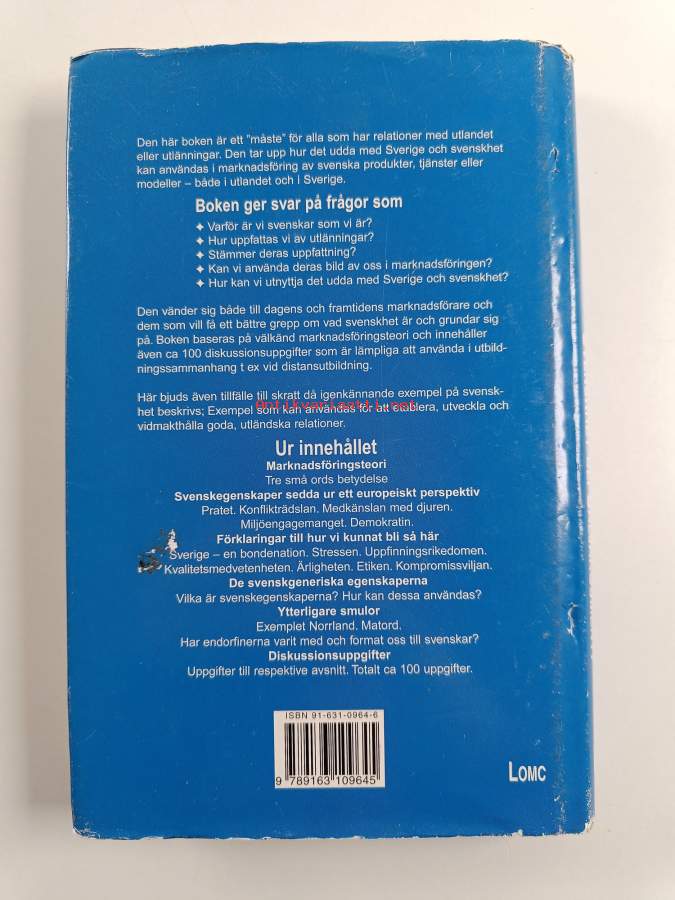 Den här boken är ett "måste" för alla som har relationer med utlandet
eller utlänningar. Den tar upp hur det udda med Sverige och svenskhet
kan användas i marknadsföring av svenska produkter, tjänster eller
modeller – både i utlandet och i Sverige.
Boken ger svar på frågor som
✦ Varför är vi svenskar som vi är?
✦ Hur uppfattas vi av utlänningar?
✦ Stämmer deras uppfattning?
✦ Kan vi använda deras bild av oss i marknadsföringen?
✦ Hur kan vi utnyttja det udda med Sverige och svenskhet?
Den vänder sig både till dagens och framtidens marknadsförare och
dem som vill få ett bättre grepp om vad svenskhet är och grundar sig
på. Boken baseras på välkänd marknadsföringsteori och innehåller
även ca 100 diskussionsuppgifter som är lämpliga att använda i utbild-
ningssammanhang t ex vid distansutbildning.
Här bjuds även tillfälle till skratt då igenkännande exempel på svensk-
het beskrivs; Exempel som kan användas för att etablera, utveckla och
Antikvariaatti.net
vidmakthålla goda, utländska relationer.
Ur innehållet
Marknadsföringsteori
Tre små ords betydelse
Svenskegenskaper sedda ur ett europeiskt perspektiv
Pratet. Konflikträdslan. Medkänslan med djuren.
Miljöengagemanget. Demokratin.
Förklaringar till hur vi kunnat bli så här
Sverige – en bondenation. Stressen. Uppfinningsrikedomen.
Kvalitetsmedvetenheten. Ärligheten. Etiken. Kompromissviljan.
De svenskgeneriska egenskaperna
Vilka är svenskegenskaperna? Hur kan dessa användas?
Ytterligare smulor
Exemplet Norrland. Matord.
Har endorfinerna varit med och format oss till svenskar?
Diskussionsuppgifter
Uppgifter till respektive avsnitt. Totalt ca 100 uppgifter.
ISBN 91-631-0964-6
9 789163 109645
LOMC